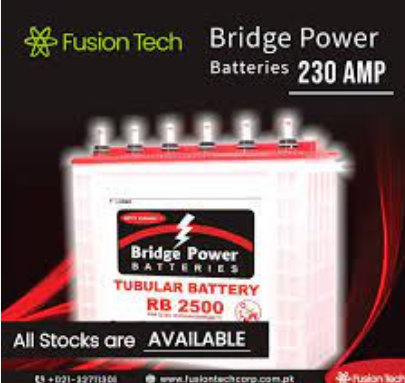 Fusion Tech
Bridge Power
Batteries 230 AMP
Bridge Power
BATTERIES
TUBULAR BATTERY
RB 2500
All Stocks are AVAILABLE
www.fusiontechcorp.com.pk
Fusion Tech